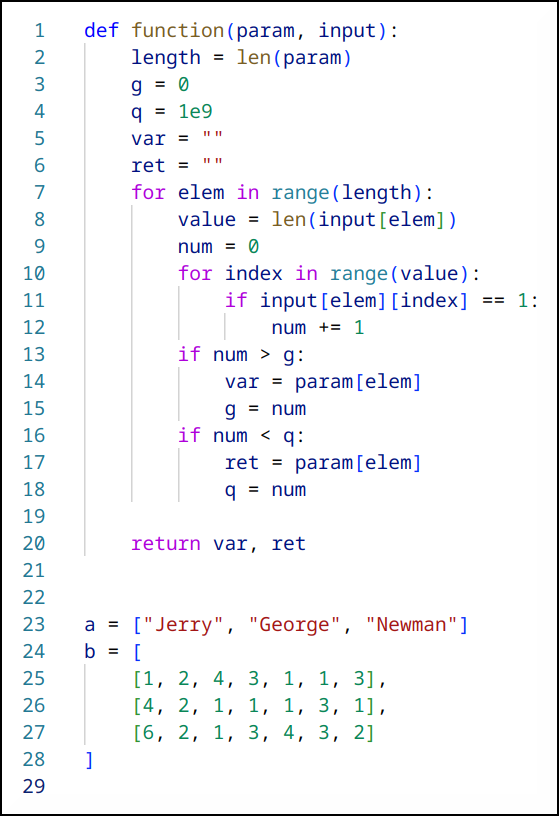 1 def function(param, input):
2     length = len(param)
3     g = 0
4     q = 1e9
5     var = ""
6     ret = ""
7     for elem in range(length):
8         value = len(input[elem])
9         num = 0
10         for index in range(value):
11             if input[elem][index] == 1:
12                 num += 1
13         if num > g:
14             var = param[elem]
15             g = num
16         if num < q:
17             ret = param[elem]
18             q = num
19
20     return var, ret
21
22
23 a = ["Jerry", "George", "Newman"]
24 b = [
25     [1, 2, 4, 3, 1, 1, 3],
26     [4, 2, 1, 1, 1, 3, 1],
27     [6, 2, 1, 3, 4, 3, 2]
28 ]
29